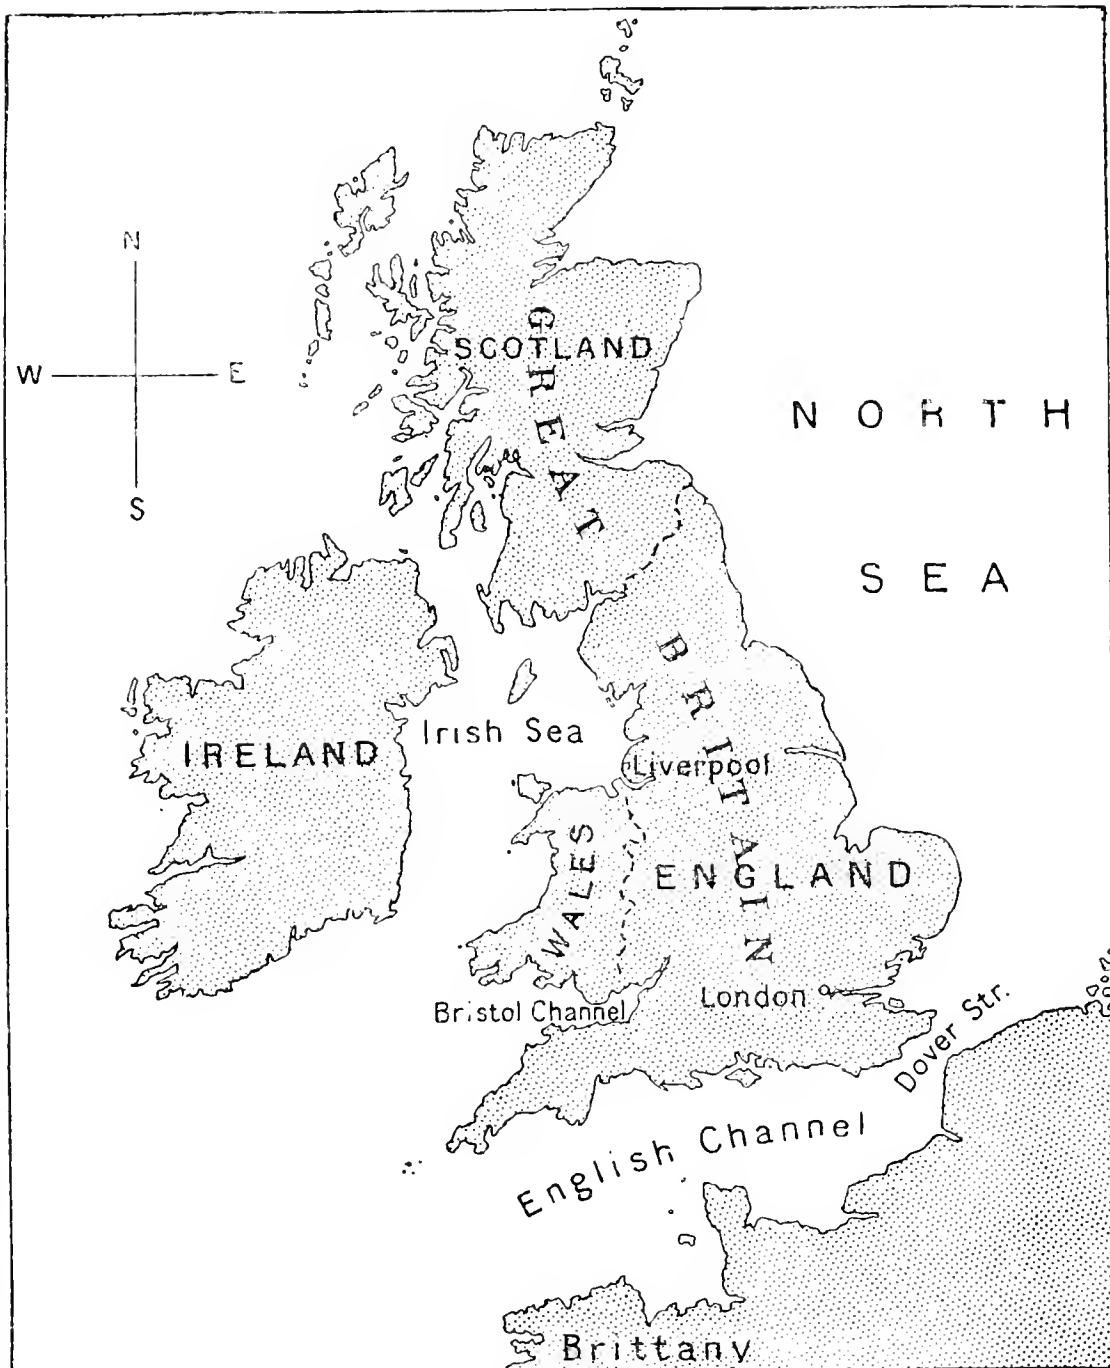 N
W E
S
SCOTLAND
GREAT BRITAIN
NORTH
SEA
IRELAND
Irish Sea
Liverpool
WALES
ENGLAND
Bristol Channel
London
Dover Str.
English Channel
Brittany